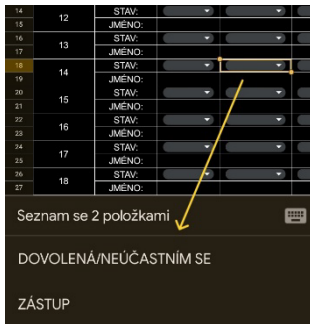 14 12 STAV:
15 JMÉNO:
16 13 STAV:
17 JMÉNO:
18 14 STAV:
19 JMÉNO:
20 15 STAV:
21 JMÉNO:
22 16 STAV:
23 JMÉNO:
24 17 STAV:
25 JMÉNO:
26 18 STAV:
27 JMÉNO:
Seznam se 2 položkami
DOVOLENÁ/NEÚČASTNÍM SE
ZÁSTUP